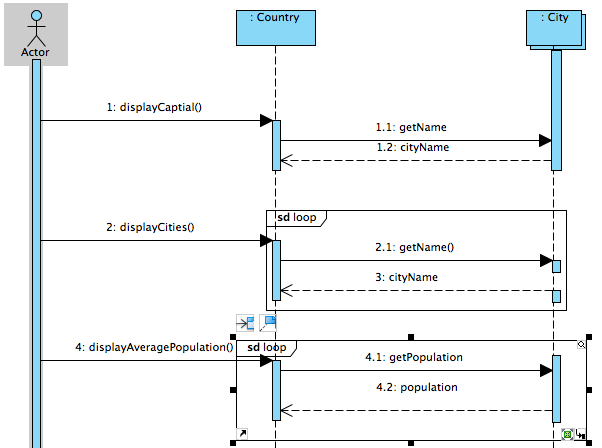 : Country
: City
Actor
1: displayCaptial()
1.1: getName
1.2: cityName
sd loop
2: displayCities()
2.1: getName()
3: cityName
4: displayAveragePopulation()
sd loop
4.1: getPopulation
4.2: population